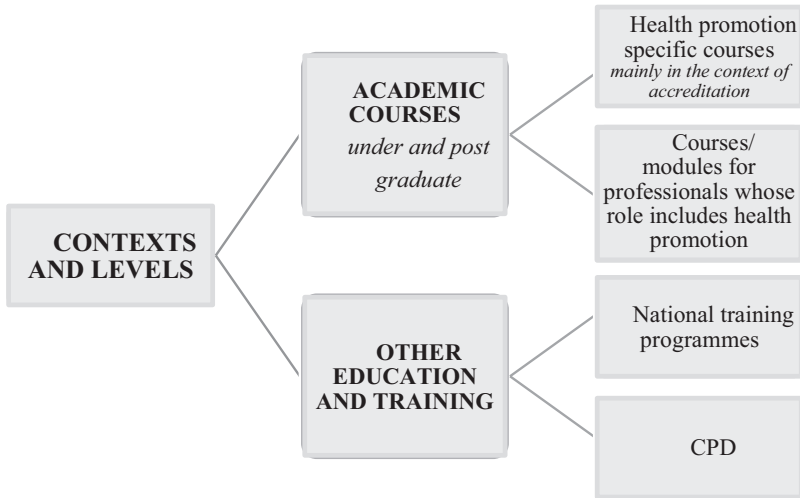 CONTEXTS
AND LEVELS
ACADEMIC
COURSES
under and post
graduate
Health promotion
specific courses
mainly in the context of
accreditation
Courses/
modules for
professionals whose
role includes health
promotion
OTHER
EDUCATION
AND TRAINING
National training
programmes
CPD